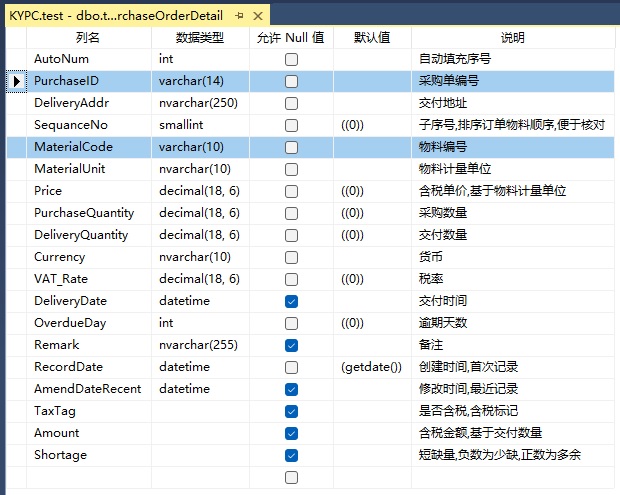 KYPC.test - dbo.t...rchaseOrderDetail
列名 数据类型 允许 Null 值 默认值 说明
AutoNum int 自动填充序号
PurchaseID varchar(14) 采购单编号
DeliveryAddr nvarchar(250) 交付地址
SequanceNo smallint ((0)) 子序号,排序订单物料顺序,便于核对
MaterialCode varchar(10) 物料编号
MaterialUnit nvarchar(10) 物料计量单位
Price decimal(18, 6) ((0)) 含税单价,基于物料计量单位
PurchaseQuantity decimal(18, 6) ((0)) 采购数量
DeliveryQuantity decimal(18, 6) ((0)) 交付数量
Currency nvarchar(10) 货币
VAT_Rate decimal(18, 6) ((0)) 税率
DeliveryDate datetime 交付时间
OverdueDay int ((0)) 逾期天数
Remark nvarchar(255) 备注
RecordDate datetime (getdate()) 创建时间,首次记录
AmendDateRecent datetime 修改时间,最近记录
TaxTag 是否含税,含税标记
Amount 含税金额,基于交付数量
Shortage 短缺量,负数为少缺,正数为多余